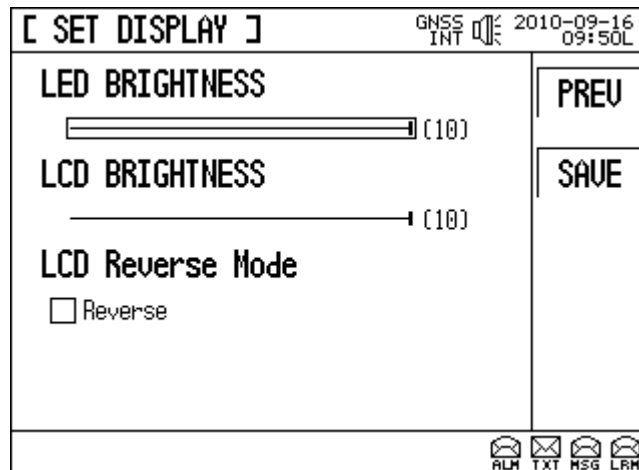 [ SET DISPLAY ]
GNSS 2010-09-16
INT 09:50L
LED BRIGHTNESS
(10)
LCD BRIGHTNESS
(10)
LCD Reverse Mode
Reverse
PREV
SAVE
ALM TXT MSG LRM